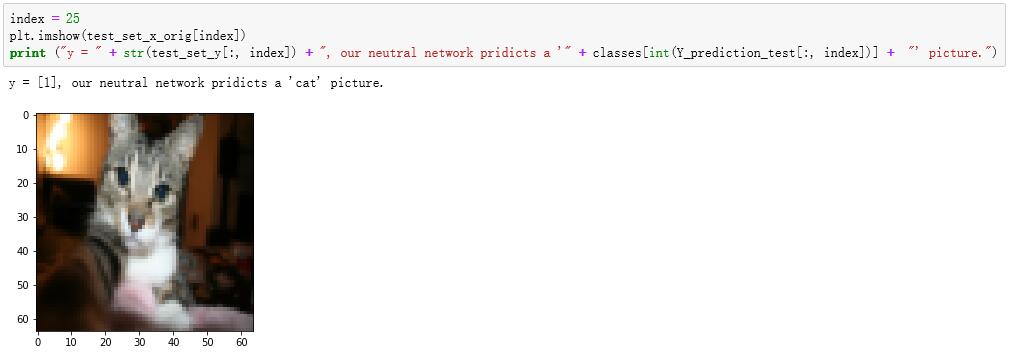 index = 25
plt.imshow(test_set_x_orig[index])
print ("y = " + str(test_set_y[:, index]) + ", our neutral network pridicts a '" + classes[int(Y_prediction_test[:, index])] +  "' picture.")
y = [1], our neutral network pridicts a 'cat' picture.
0
10
20
30
40
50
60
0 10 20 30 40 50 60